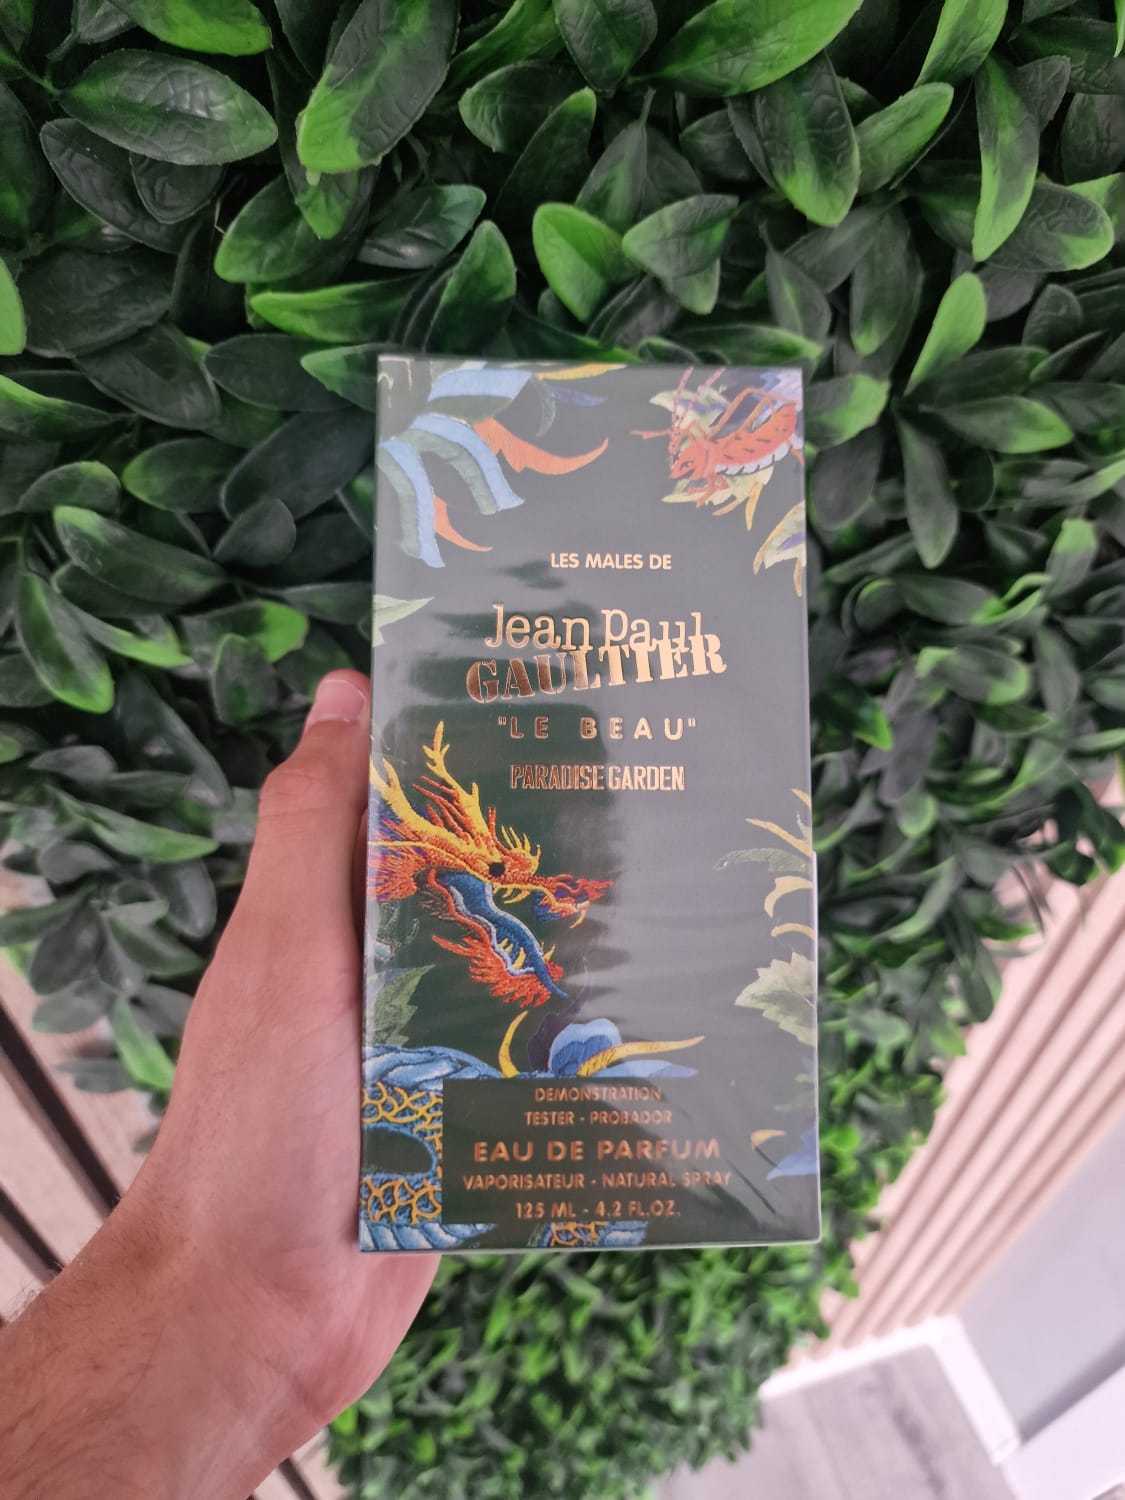 LES MALES DE
Jean Paul
GAULTIER
"LE BEAU"
PARADISE GARDEN
DEMONSTRATION
TESTER - PROBADOR
EAU DE PARFUM
VAPORISATEUR - NATURAL SPRAY
125 ML - 4.2 FL.OZ.